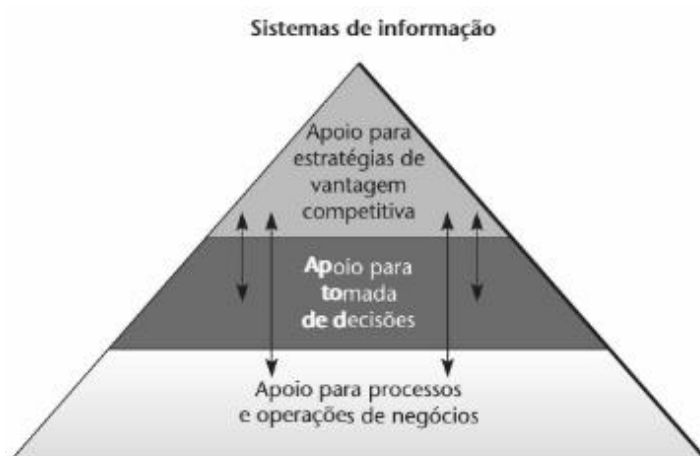 Sistemas de informação
Apoio para
estratégias de
vantagem
competitiva
Apoio para
tomada
de decisões
Apoio para processos
e operações de negócios